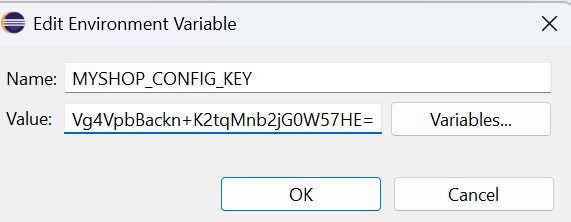 Edit Environment Variable
Name: MYSHOP_CONFIG_KEY
Value: Vg4VpbBackn+K2tqMnb2jG0W57HE= Variables...
OK Cancel